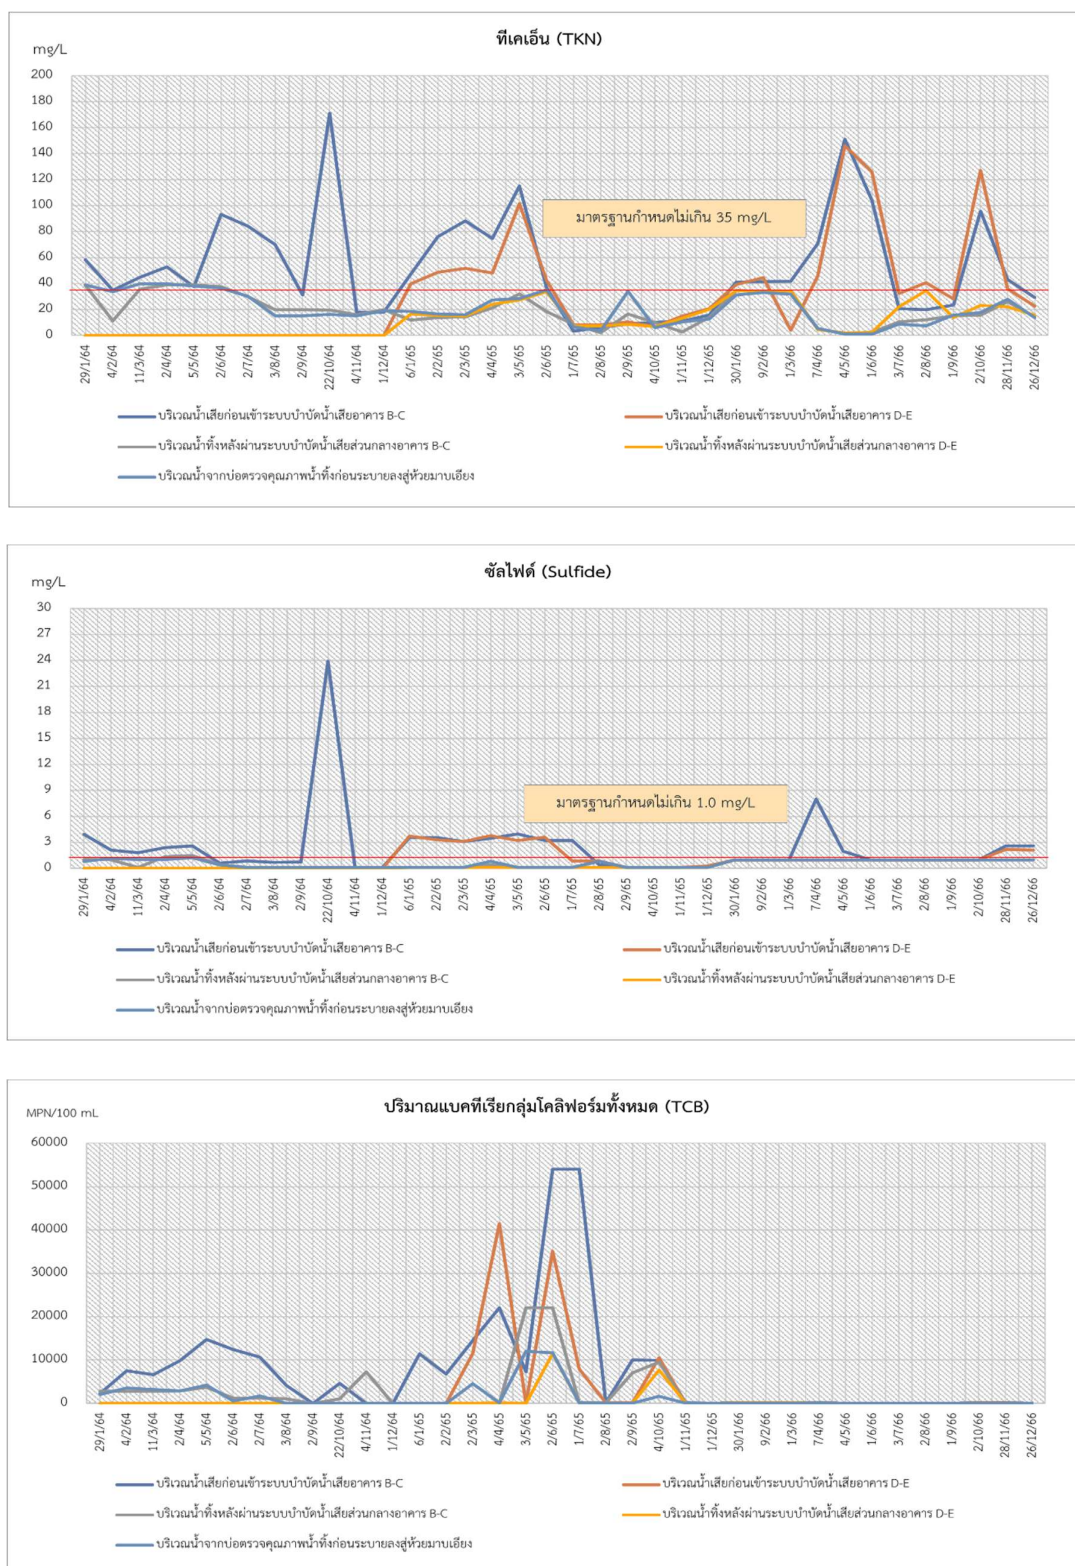 ทีเคเอ็น (TKN)
mg/L
200
180
160
140
120
100
80
60
40
20
0
มาตรฐานกำหนดไม่เกิน 35 mg/L
29/1/64 4/2/64 11/3/64 2/4/64 5/5/64 2/6/64 2/7/64 3/8/64 2/9/64 22/10/64 4/11/64 1/12/64 6/1/65 2/2/65 2/3/65 4/4/65 3/5/65 2/6/65 1/7/65 2/8/65 2/9/65 4/10/65 1/11/65 1/12/65 30/1/66 9/2/66 1/3/66 7/4/66 4/5/66 1/6/66 3/7/66 2/8/66 1/9/66 2/10/66 28/11/66 26/12/66
บริเวณน้ำเสียก่อนเข้าระบบบำบัดน้ำเสียอาคาร B-C บริเวณน้ำเสียก่อนเข้าระบบบำบัดน้ำเสียอาคาร D-E
บริเวณน้ำทิ้งหลังผ่านระบบบำบัดน้ำเสียส่วนกลางอาคาร B-C บริเวณน้ำทิ้งหลังผ่านระบบบำบัดน้ำเสียส่วนกลางอาคาร D-E
บริเวณน้ำจากบ่อตรวจคุณภาพน้ำทิ้งก่อนระบายลงสู่ห้วยมาบเอียง
ซัลไฟด์ (Sulfide)
mg/L
30
27
24
21
18
15
12
9
6
3
0
มาตรฐานกำหนดไม่เกิน 1.0 mg/L
29/1/64 4/2/64 11/3/64 2/4/64 5/5/64 2/6/64 2/7/64 3/8/64 2/9/64 22/10/64 4/11/64 1/12/64 6/1/65 2/2/65 2/3/65 4/4/65 3/5/65 2/6/65 1/7/65 2/8/65 2/9/65 4/10/65 1/11/65 1/12/65 30/1/66 9/2/66 1/3/66 7/4/66 4/5/66 1/6/66 3/7/66 2/8/66 1/9/66 2/10/66 28/11/66 26/12/66
บริเวณน้ำเสียก่อนเข้าระบบบำบัดน้ำเสียอาคาร B-C บริเวณน้ำเสียก่อนเข้าระบบบำบัดน้ำเสียอาคาร D-E
บริเวณน้ำทิ้งหลังผ่านระบบบำบัดน้ำเสียส่วนกลางอาคาร B-C บริเวณน้ำทิ้งหลังผ่านระบบบำบัดน้ำเสียส่วนกลางอาคาร D-E
บริเวณน้ำจากบ่อตรวจคุณภาพน้ำทิ้งก่อนระบายลงสู่ห้วยมาบเอียง
ปริมาณแบคทีเรียกลุ่มโคลิฟอร์มทั้งหมด (TCB)
MPN/100 mL
60000
50000
40000
30000
20000
10000
0
29/1/64 4/2/64 11/3/64 2/4/64 5/5/64 2/6/64 2/7/64 3/8/64 2/9/64 22/10/64 4/11/64 1/12/64 6/1/65 2/2/65 2/3/65 4/4/65 3/5/65 2/6/65 1/7/65 2/8/65 2/9/65 4/10/65 1/11/65 1/12/65 30/1/66 9/2/66 1/3/66 7/4/66 4/5/66 1/6/66 3/7/66 2/8/66 1/9/66 2/10/66 28/11/66 26/12/66
บริเวณน้ำเสียก่อนเข้าระบบบำบัดน้ำเสียอาคาร B-C บริเวณน้ำเสียก่อนเข้าระบบบำบัดน้ำเสียอาคาร D-E
บริเวณน้ำทิ้งหลังผ่านระบบบำบัดน้ำเสียส่วนกลางอาคาร B-C บริเวณน้ำทิ้งหลังผ่านระบบบำบัดน้ำเสียส่วนกลางอาคาร D-E
บริเวณน้ำจากบ่อตรวจคุณภาพน้ำทิ้งก่อนระบายลงสู่ห้วยมาบเอียง